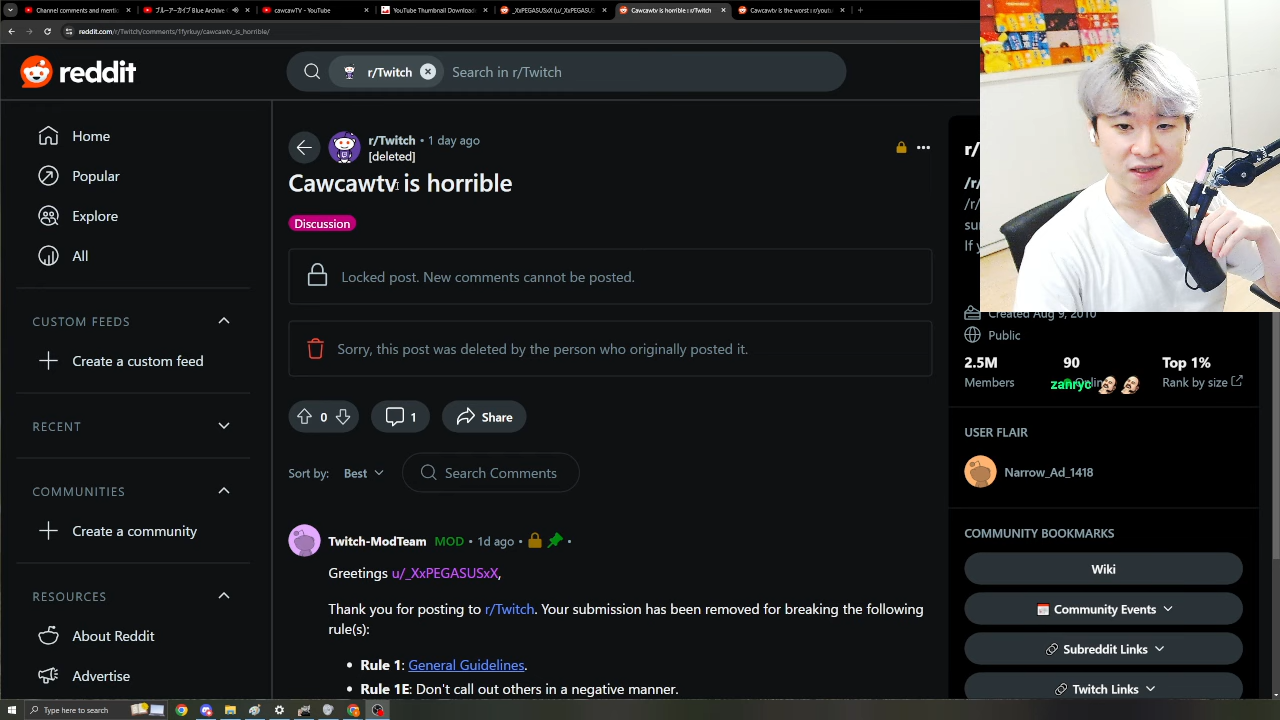 Channel comments and menti
ブルーアーカイブ Blue Archive
cawcawTV - YouTube
YouTube Thumbnail Download
_XxPEGASUSxX (u/_XxPEGASU
Cawcawtv is horrible : r/Twitch
Cawcawtv is the worst : r/youtu
reddit.com/r/Twitch/comments/1fyrkuy/cawcawtv_is_horrible/
reddit
r/Twitch
Search in r/Twitch
Home
Popular
Explore
All
CUSTOM FEEDS
Create a custom feed
RECENT
COMMUNITIES
Create a community
RESOURCES
About Reddit
Advertise
r/Twitch • 1 day ago
[deleted]
Cawcawtv is horrible
Discussion
Locked post. New comments cannot be posted.
Sorry, this post was deleted by the person who originally posted it.
0
1
Share
Sort by: Best
Search Comments
Twitch-ModTeam MOD • 1d ago •
Greetings u/_XxPEGASUSxX,
Thank you for posting to r/Twitch. Your submission has been removed for breaking the following
rule(s):
• Rule 1: General Guidelines.
• Rule 1E: Don't call out others in a negative manner.
r/
/r
/r/
su
If y
Created Aug 9, 2010
Public
2.5M
90
Top 1%
Members
zanryc
Rank by size
USER FLAIR
Narrow_Ad_1418
COMMUNITY BOOKMARKS
Wiki
Community Events
Subreddit Links
Twitch Links
Type here to search